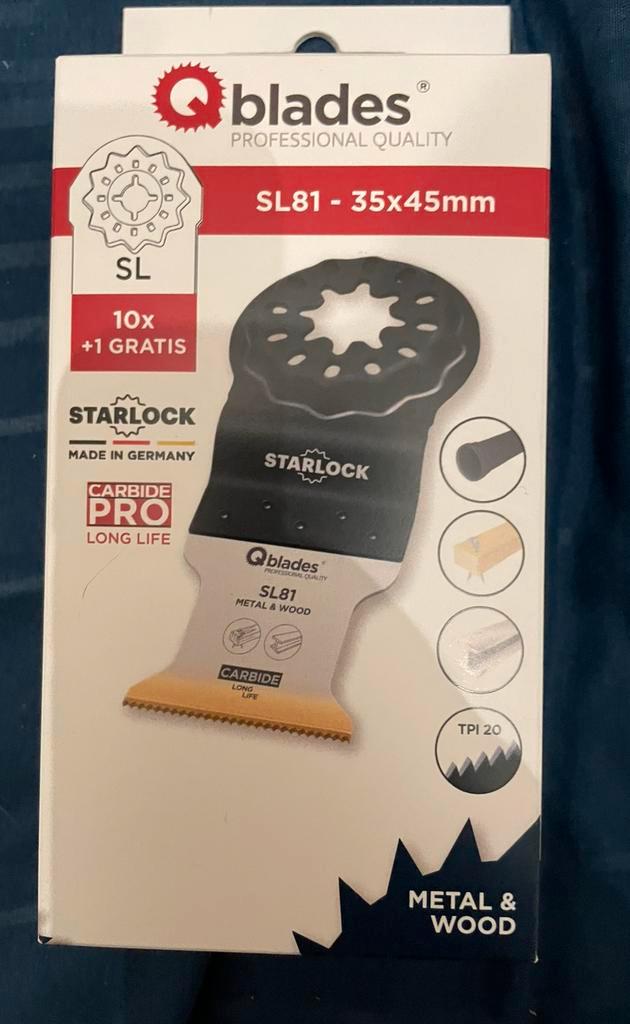 Qblades®
PROFESSIONAL QUALITY
SL81 - 35x45mm
SL
10x
+1 GRATIS
STARLOCK
MADE IN GERMANY
CARBIDE
PRO
LONG LIFE
STARLOCK
Qblades®
PROFESSIONAL QUALITY
SL81
METAL & WOOD
CARBIDE
LONG
LIFE
TPI 20
METAL &
WOOD